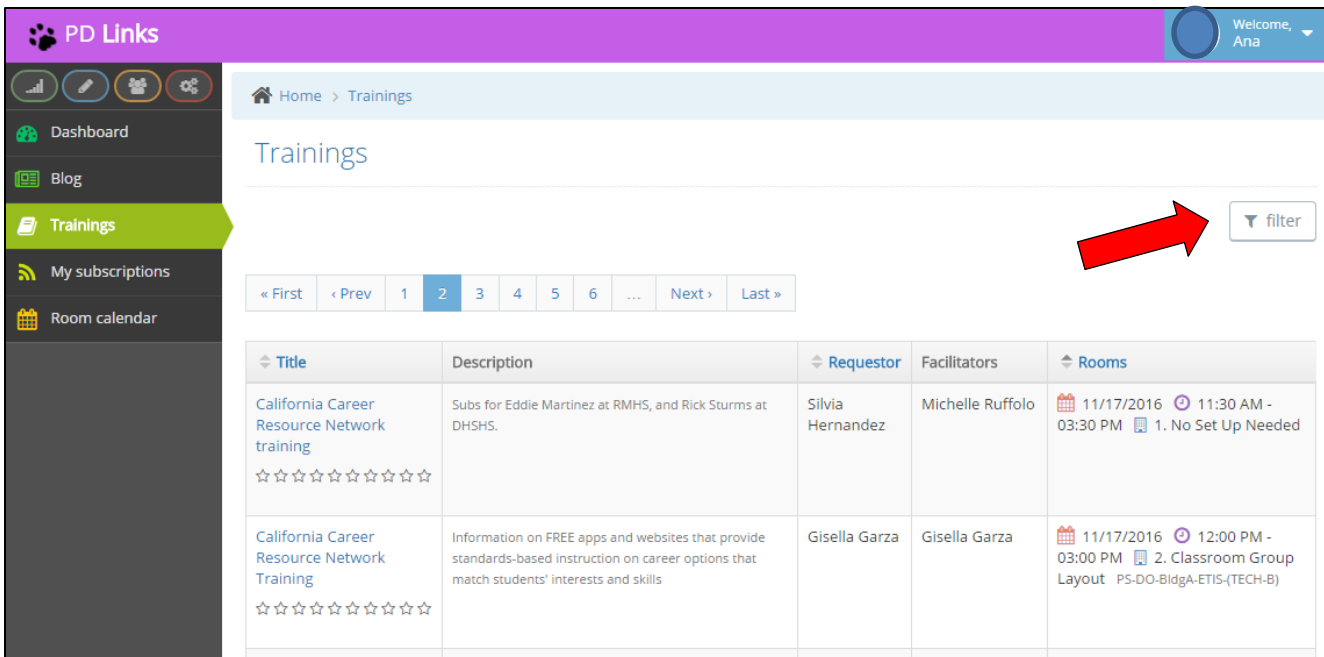 PD Links
Welcome,
Ana
Home > Trainings
Dashboard
Blog
Trainings
My subscriptions
Room calendar
Trainings
filter
« First ‹ Prev 1 2 3 4 5 6 ... Next › Last »
Title Description Requestor Facilitators Rooms
California Career
Resource Network
training
Subs for Eddie Martinez at RMHS, and Rick Sturms at
DHSHS.
Silvia
Hernandez
Michelle Ruffolo
11/17/2016 11:30 AM -
03:30 PM 1. No Set Up Needed
California Career
Resource Network
Training
Information on FREE apps and websites that provide
standards-based instruction on career options that
match students' interests and skills
Gisella Garza
Gisella Garza
11/17/2016 12:00 PM -
03:00 PM 2. Classroom Group
Layout PS-DO-BldgA-ETIS-(TECH-B)